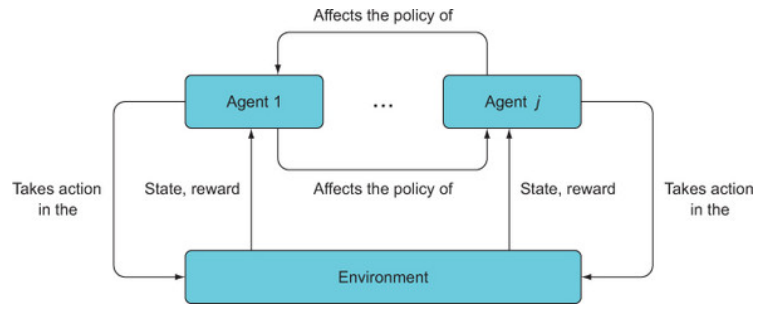 Affects the policy of
Agent 1
...
Agent j
Takes action
in the
State, reward
Affects the policy of
State, reward
Takes action
in the
Environment